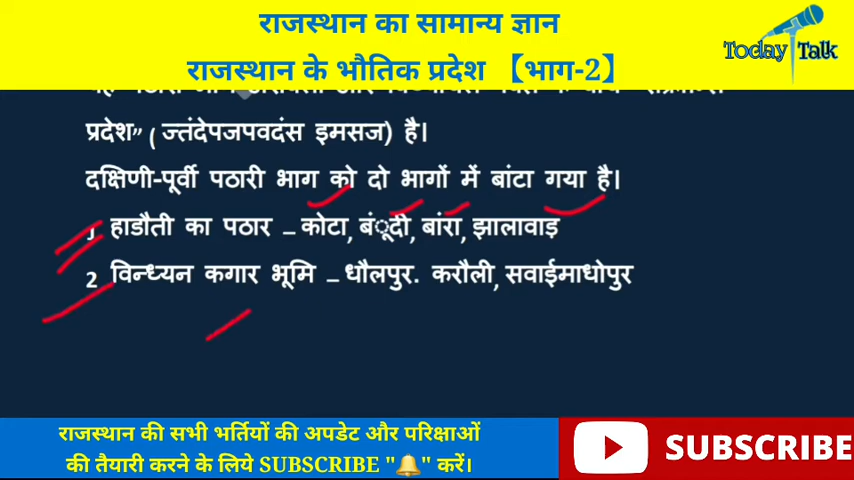 राजस्थान का सामान्य ज्ञान
राजस्थान के भौतिक प्रदेश 【भाग-2】
Today Talk
प्रदेश” ( ज्तंदेपजपवदंस इमसज) है।
दक्षिणी-पूर्वी पठारी भाग को दो भागों में बांटा गया है।
1 हाडौती का पठार – कोटा, बंूदी, बांरा, झालावाड़
2 विन्ध्यन कगार भूमि – धौलपुर. करौली, सवाईमाधोपुर
राजस्थान की सभी भर्तियों की अपडेट और परिक्षाओं
की तैयारी करने के लिये SUBSCRIBE "🔔" करें।
SUBSCRIBE